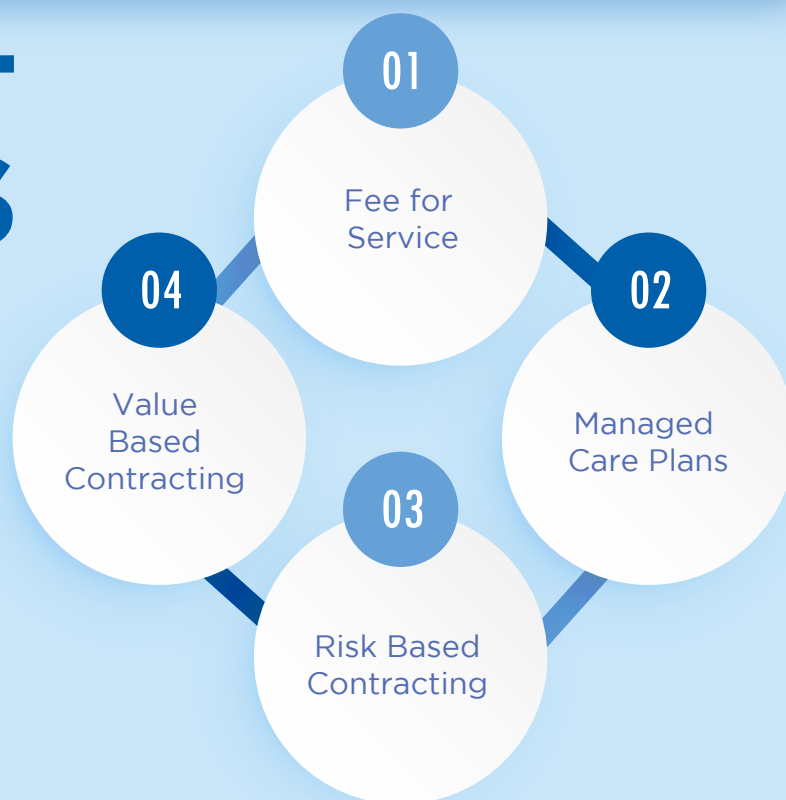 01
Fee for
Service
02
Managed
Care Plans
03
Risk Based
Contracting
04
Value
Based
Contracting